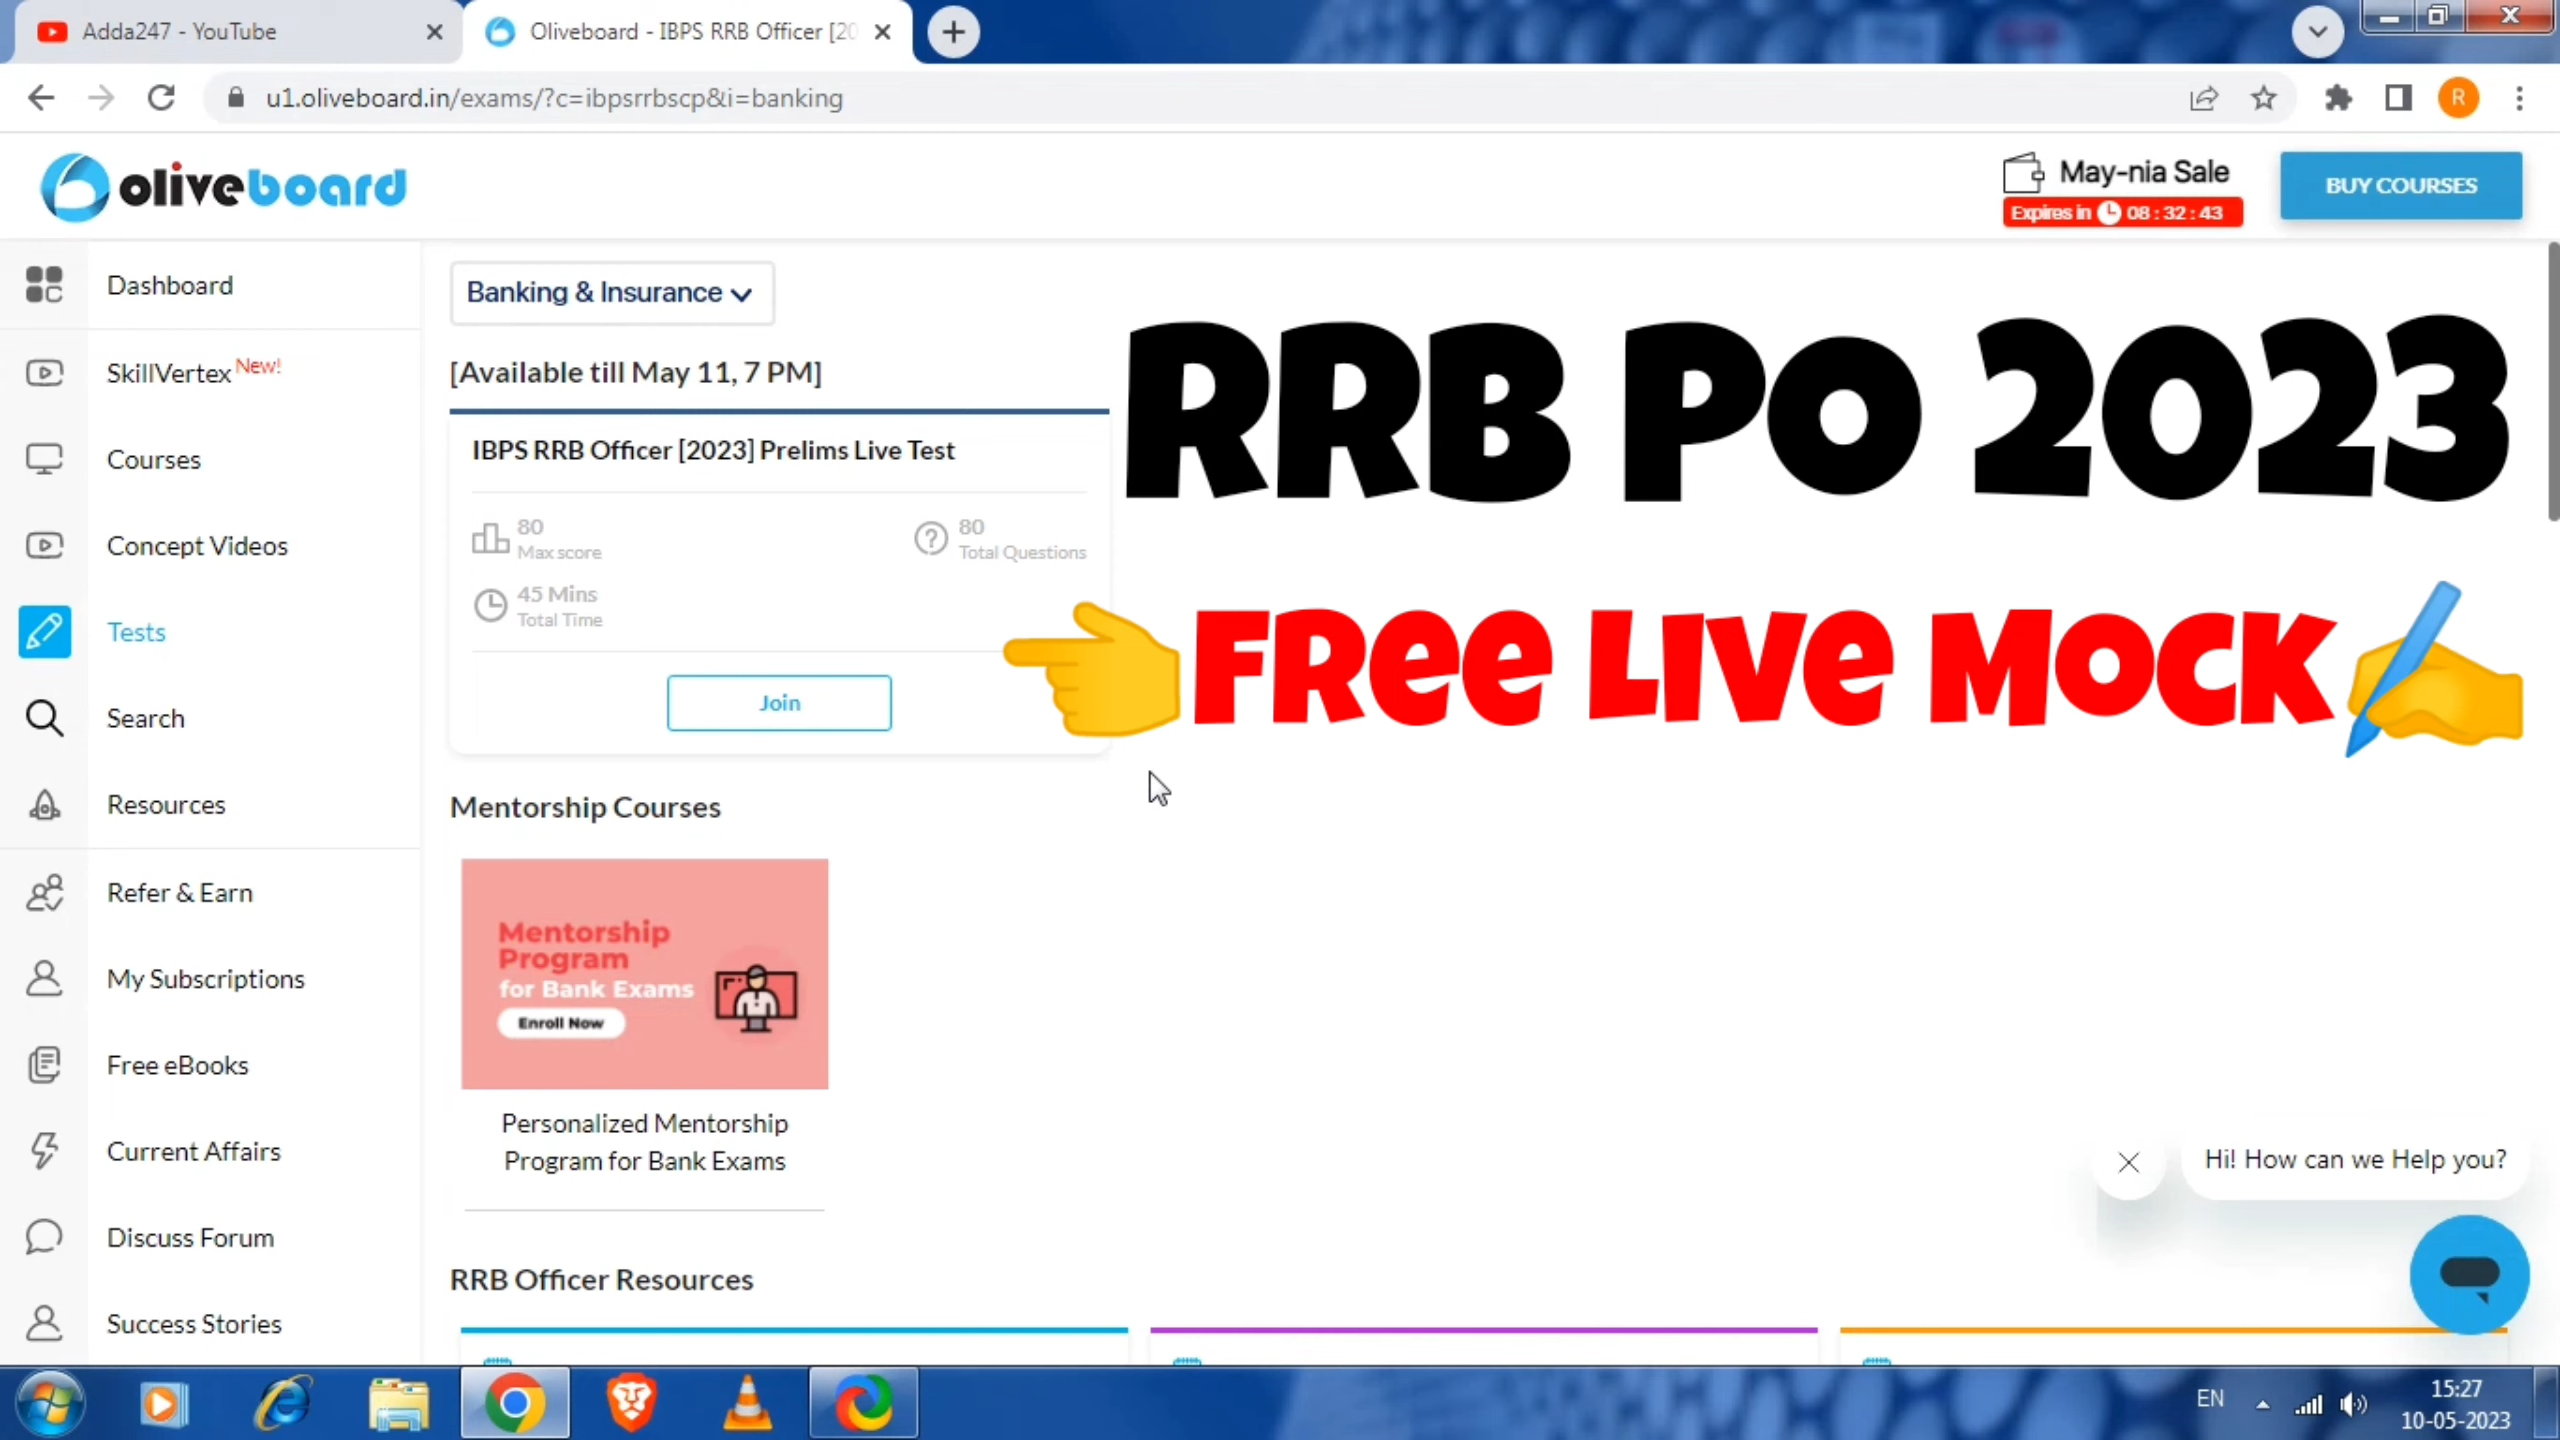 Adda247 - YouTube
Oliveboard - IBPS RRB Officer [20
u1.oliveboard.in/exams/?c=ibpsrrbscp&i=banking
R
oliveboard
May-nia Sale
Expires in 08 : 32 : 43
BUY COURSES
Dashboard
SkillVertex New!
Courses
Concept Videos
Tests
Search
Resources
Refer & Earn
My Subscriptions
Free eBooks
Current Affairs
Discuss Forum
Success Stories
Banking & Insurance
[Available till May 11, 7 PM]
IBPS RRB Officer [2023] Prelims Live Test
80
Max score
80
Total Questions
45 Mins
Total Time
Join
RRB PO 2023
FRee LIVe MOCK
Mentorship Courses
Mentorship
Program
for Bank Exams
Enroll Now
Personalized Mentorship
Program for Bank Exams
RRB Officer Resources
Hi! How can we Help you?
EN
15:27
10-05-2023